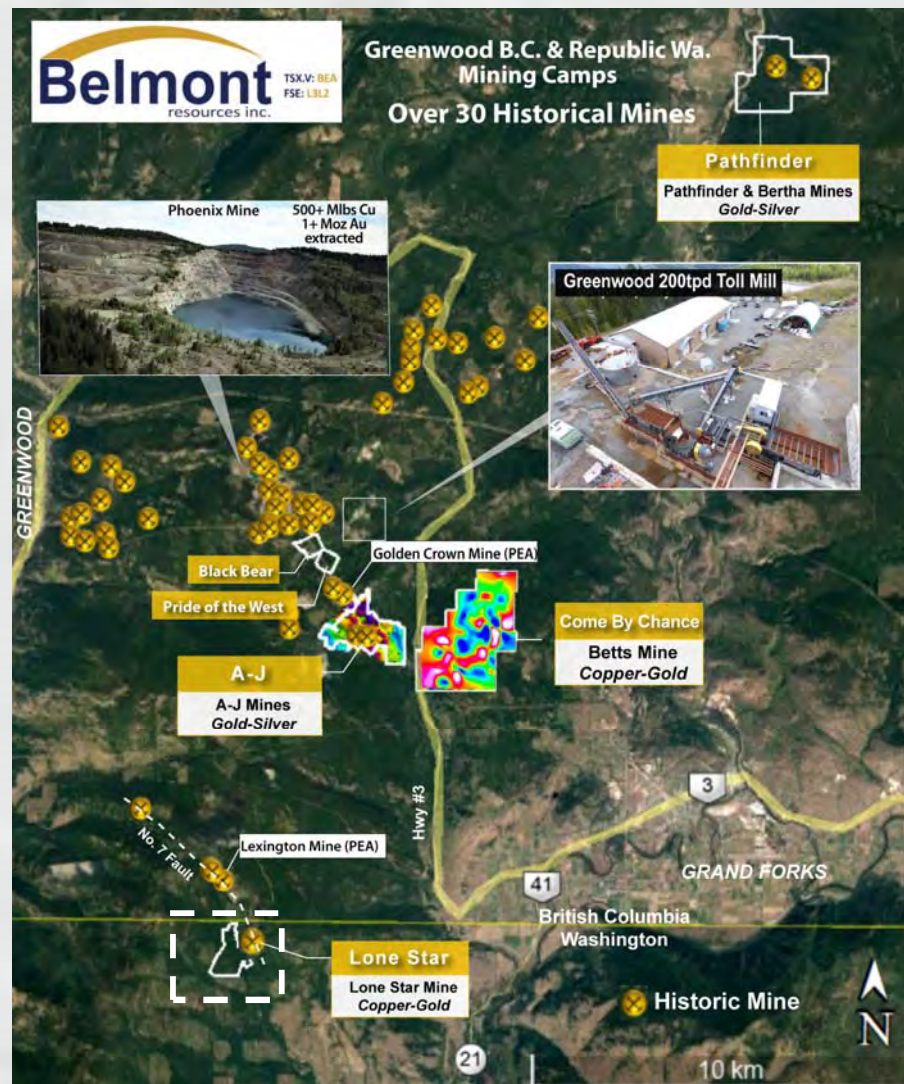 Belmont
resources inc.
TSX.V: BEA
FSE: L3L2
Greenwood B.C. & Republic Wa.
Mining Camps
Over 30 Historical Mines
Pathfinder
Pathfinder & Bertha Mines
Gold-Silver
Phoenix Mine
500+ Mlbs Cu
1+ Moz Au
extracted
Greenwood 200tpd Toll Mill
GREENWOOD
Golden Crown Mine (PEA)
Black Bear
Pride of the West
Come By Chance
Betts Mine
Copper-Gold
A-J
A-J Mines
Gold-Silver
Hwy #3
3
No. 7 Fault
Lexington Mine (PEA)
GRAND FORKS
41
British Columbia
Washington
Lone Star
Lone Star Mine
Copper-Gold
Historic Mine
N
21
10 km